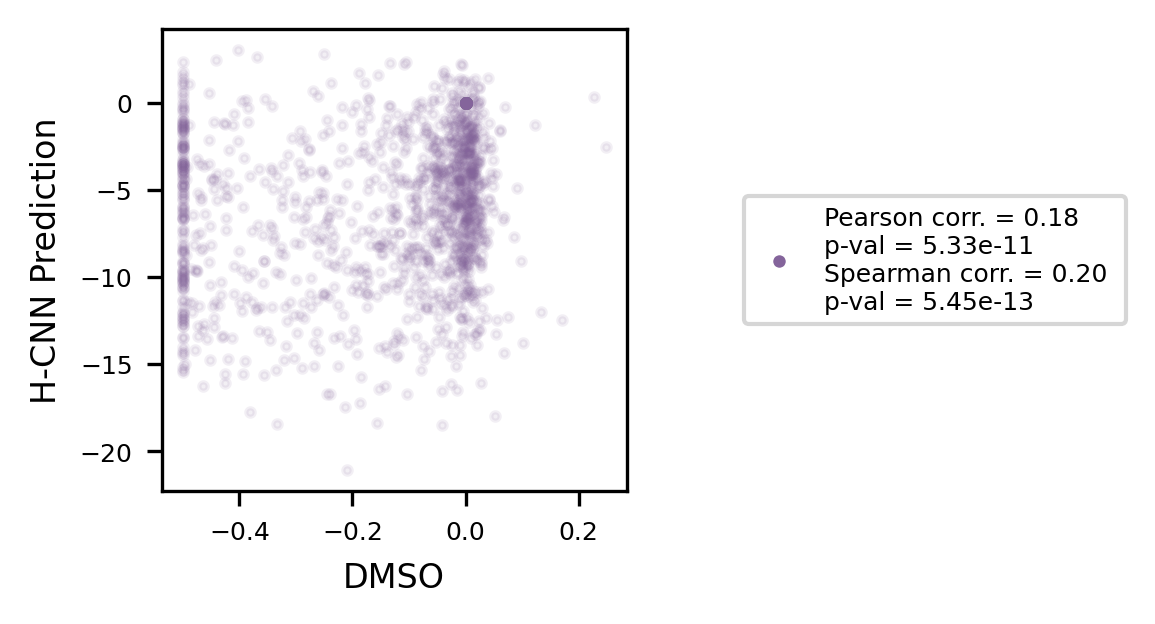 H-CNN Prediction
0
−5
−10
−15
−20
−0.4
−0.2
0.0
0.2
DMSO
Pearson corr. = 0.18
p-val = 5.33e-11
Spearman corr. = 0.20
p-val = 5.45e-13